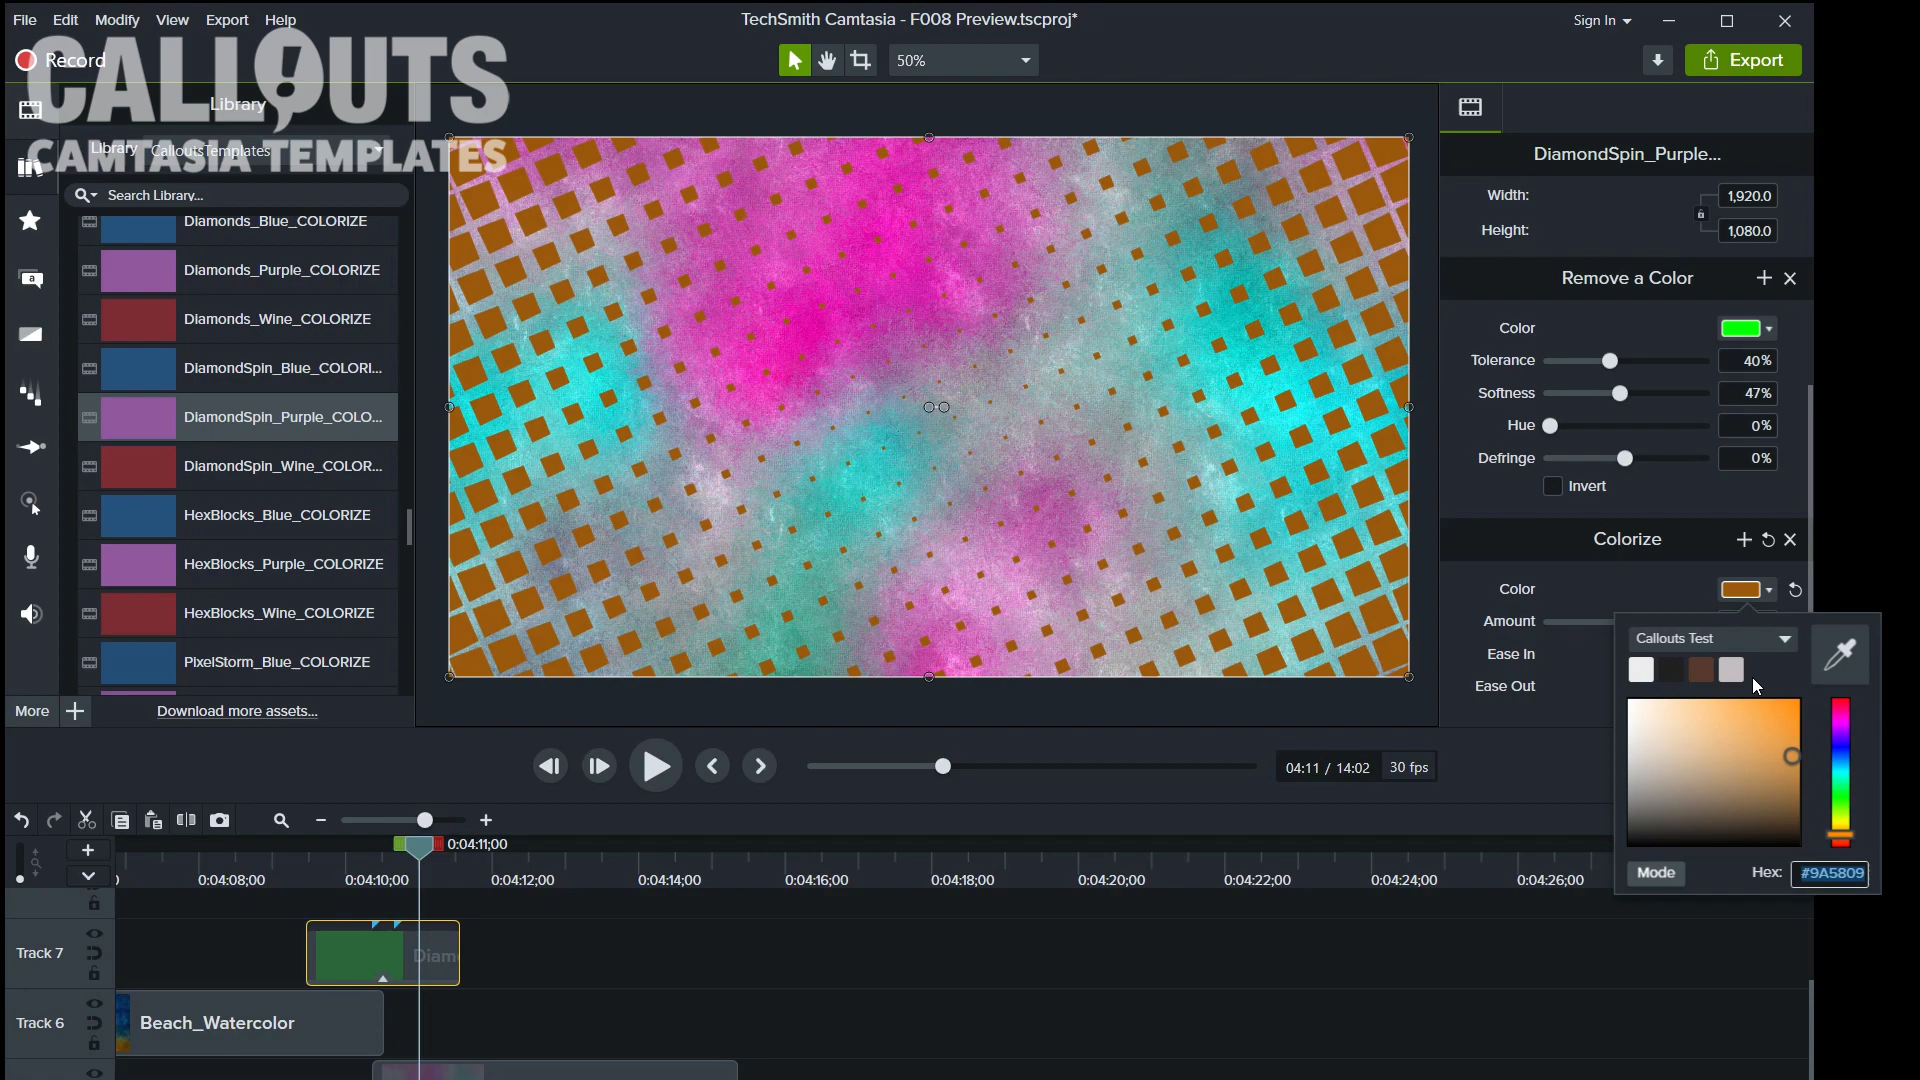 File Edit Modify View Export Help
TechSmith Camtasia - F008 Preview.tscproj*
Sign In
Record
50%
Export
CALLOUTS
CAMTASIA TEMPLATES
Library
Library CalloutsTemplates
Search Library...
Diamonds_Blue_COLORIZE
Diamonds_Purple_COLORIZE
Diamonds_Wine_COLORIZE
DiamondSpin_Blue_COLORI...
DiamondSpin_Purple_COLO...
DiamondSpin_Wine_COLOR...
HexBlocks_Blue_COLORIZE
HexBlocks_Purple_COLORIZE
HexBlocks_Wine_COLORIZE
PixelStorm_Blue_COLORIZE
More
Download more assets...
DiamondSpin_Purple...
Width: 1,920.0
Height: 1,080.0
Remove a Color
Color
Tolerance 40%
Softness 47%
Hue 0%
Defringe 0%
Invert
Colorize
Color
Amount
Ease In
Ease Out
Callouts Test
Mode Hex: #9A5809
04:11 / 14:02 30 fps
0:04:11;00
0:04:08;00 0:04:10;00 0:04:12;00 0:04:14;00 0:04:16;00 0:04:18;00 0:04:20;00 0:04:22;00 0:04:24;00 0:04:26;00
Track 7
Diam
Track 6
Beach_Watercolor